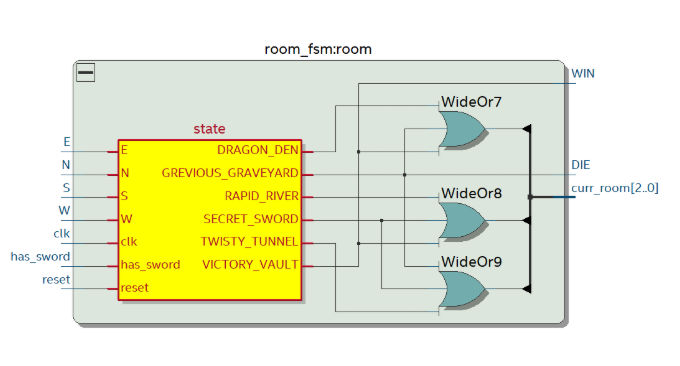 room_fsm:room
WIN
WideOr7
state
E
E
DRAGON_DEN
N
N
GREVIOUS_GRAVEYARD
DIE
S
S
RAPID_RIVER
WideOr8
curr_room[2..0]
W
W
SECRET_SWORD
clk
clk
TWISTY_TUNNEL
has_sword
has_sword
VICTORY_VAULT
WideOr9
reset
reset